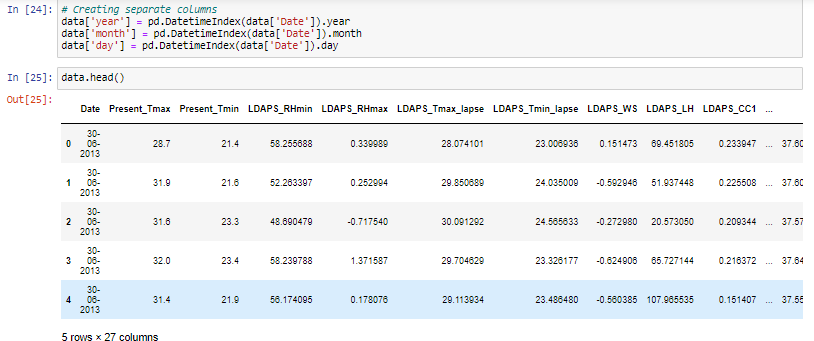 In [24]: # Creating separate columns
data['year'] = pd.DatetimeIndex(data['Date']).year
data['month'] = pd.DatetimeIndex(data['Date']).month
data['day'] = pd.DatetimeIndex(data['Date']).day
In [25]: data.head()
Out[25]:
Date Present_Tmax Present_Tmin LDAPS_RHmin LDAPS_RHmax LDAPS_Tmax_lapse LDAPS_Tmin_lapse LDAPS_WS LDAPS_LH LDAPS_CC1 ...
0 30-06-2013 28.7 21.4 58.255688 0.339989 28.074101 23.006936 0.151473 69.451805 0.233947 ... 37.60
1 30-06-2013 31.9 21.6 52.263397 0.252994 29.850689 24.035009 -0.592946 51.937448 0.225508 ... 37.60
2 30-06-2013 31.6 23.3 48.690479 -0.717540 30.091292 24.565633 -0.272980 20.573050 0.209344 ... 37.57
3 30-06-2013 32.0 23.4 58.239788 1.371587 29.704629 23.326177 -0.624906 65.727144 0.216372 ... 37.64
4 30-06-2013 31.4 21.9 56.174095 0.178076 29.113934 23.486480 -0.560385 107.965535 0.151407 ... 37.55
5 rows × 27 columns